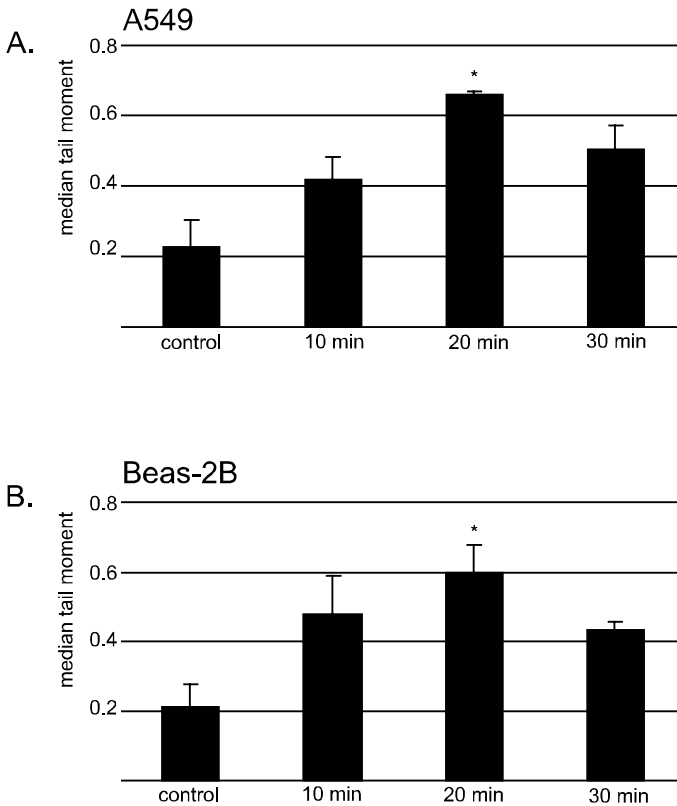 A549
A.
0.8
*
0.6
0.4
0.2
median tail moment
control 10 min 20 min 30 min
Beas-2B
B.
0.8
*
0.6
0.4
0.2
median tail moment
control 10 min 20 min 30 min